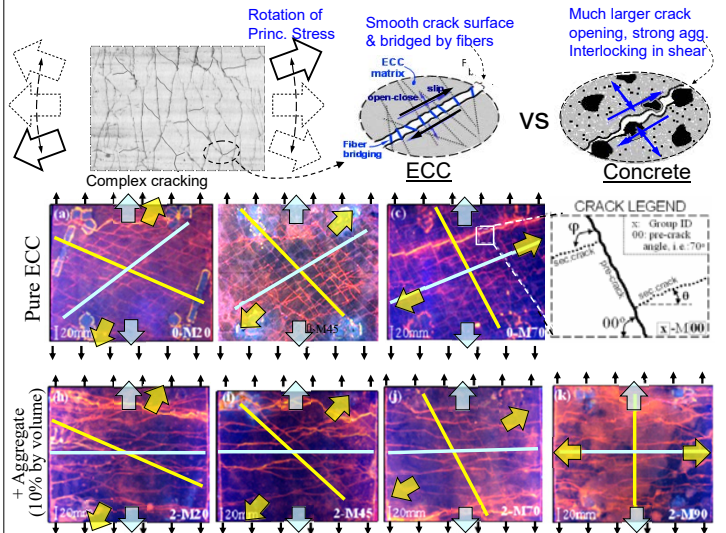 Rotation of
Princ. Stress
Smooth crack surface
& bridged by fibers
Much larger crack
opening, strong agg.
Interlocking in shear
ECC
matrix
F
L
slip
open-close
Fiber
bridging
ECC
VS
Concrete
Complex cracking
Pure ECC
(a)
20mm
0-M20
20mm
0-M45
(c)
20mm
0-M70
CRACK LEGEND
x: Group ID
00: pre-crack
angle, i.e.:70°
φ
sec.crack
pre-crack
sec.crack
θ
00°
x-M00
+ Aggregate
(10% by volume)
(h)
20mm
2-M20
(i)
20mm
2-M45
(j)
20mm
2-M70
(k)
20mm
2-M90